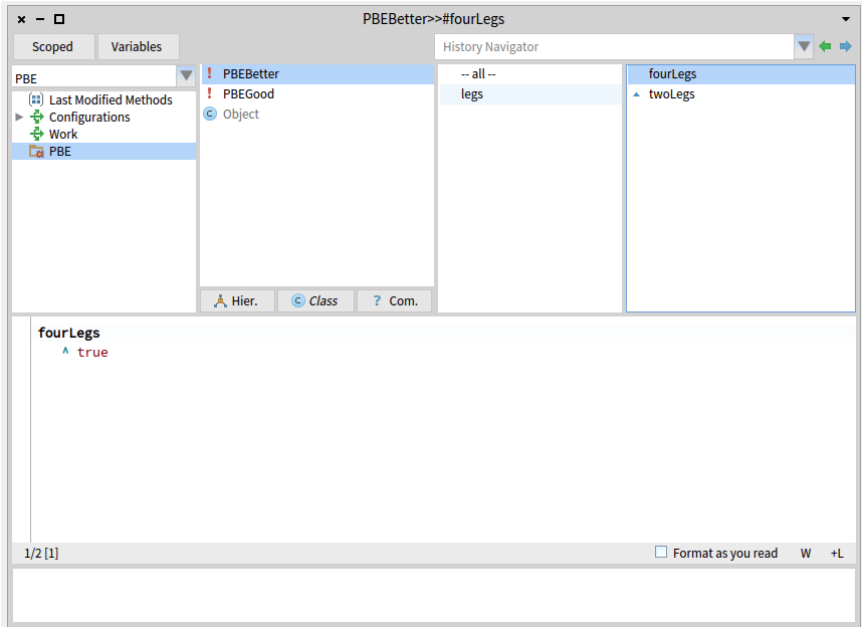 PBEBetter>>#fourLegs
Scoped
Variables
History Navigator
PBE
Last Modified Methods
Configurations
Work
PBE
PBEBetter
PBEGood
Object
Hier.
Class
Com.
-- all --
legs
fourLegs
twoLegs
fourLegs
^ true
1/2 [1]
Format as you read
W
+L